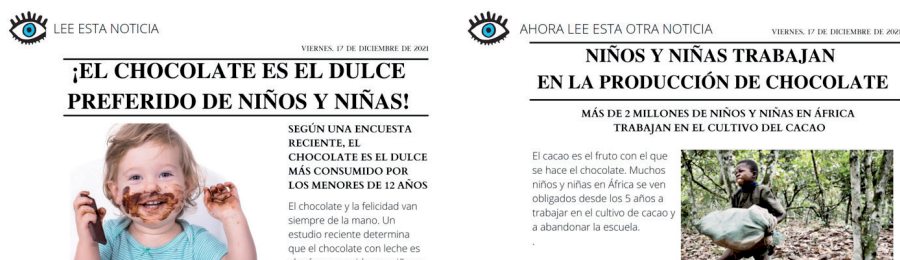 LEE ESTA NOTICIA
VIERNES, 17 DE DICIEMBRE DE 2021
¡EL CHOCOLATE ES EL DULCE
PREFERIDO DE NIÑOS Y NIÑAS!
SEGÚN UNA ENCUESTA
RECIENTE, EL
CHOCOLATE ES EL DULCE
MÁS CONSUMIDO POR
LOS MENORES DE 12 AÑOS
El chocolate y la felicidad van
siempre de la mano. Un
estudio reciente determina
que el chocolate con leche es
AHORA LEE ESTA OTRA NOTICIA
VIERNES, 17 DE DICIEMBRE DE 2021
NIÑOS Y NIÑAS TRABAJAN
EN LA PRODUCCIÓN DE CHOCOLATE
MÁS DE 2 MILLONES DE NIÑOS Y NIÑAS EN ÁFRICA
TRABAJAN EN EL CULTIVO DEL CACAO
El cacao es el fruto con el que
se hace el chocolate. Muchos
niños y niñas en África se ven
obligados desde los 5 años a
trabajar en el cultivo de cacao y
a abandonar la escuela.
.